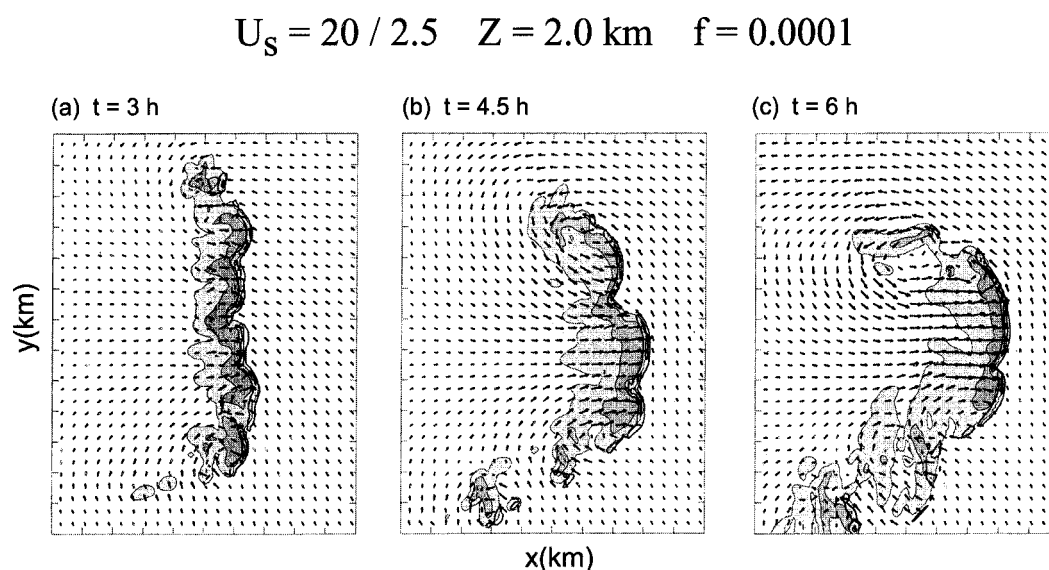 U_S = 20 / 2.5 Z = 2.0 km f = 0.0001
(a) t = 3 h
(b) t = 4.5 h
(c) t = 6 h
y(km)
x(km)